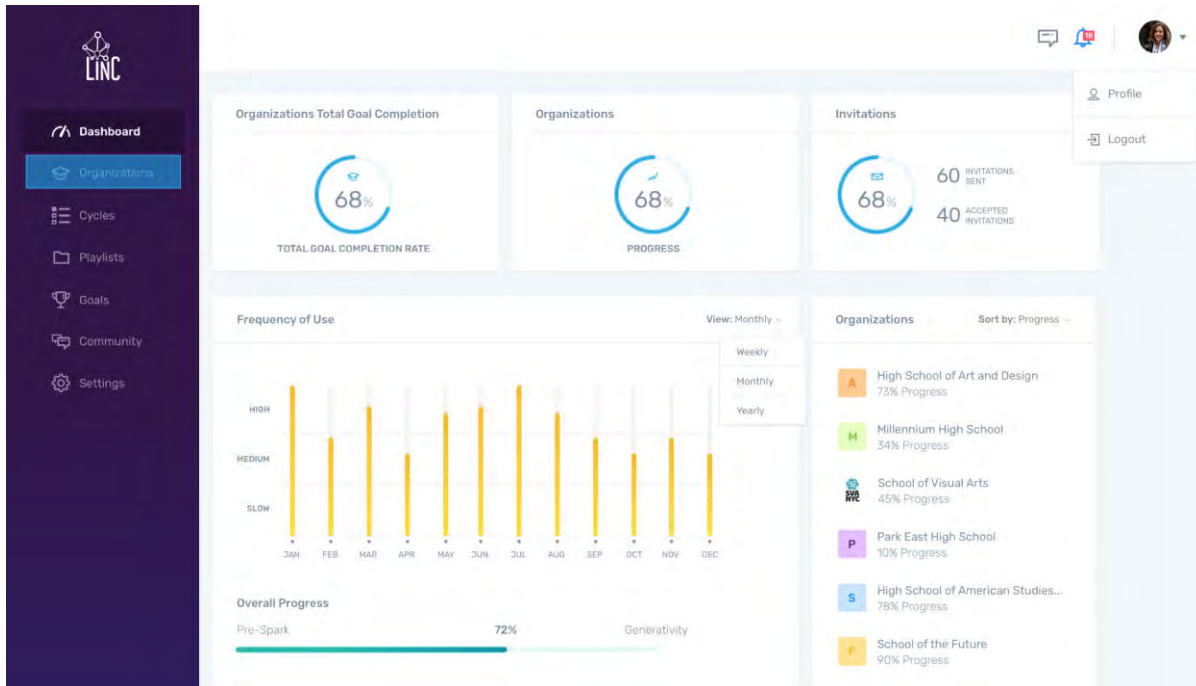 LINC
Dashboard
Organizations
Cycles
Playlists
Goals
Community
Settings
16
Profile
Logout
Organizations Total Goal Completion
68%
TOTAL GOAL COMPLETION RATE
Organizations
68%
PROGRESS
Invitations
68%
60 INVITATIONS SENT
40 ACCEPTED INVITATIONS
Frequency of Use
View: Monthly
Weekly
Monthly
Yearly
HIGH
MEDIUM
SLOW
JAN FEB MAR APR MAY JUN JUL AUG SEP OCT NOV DEC
Overall Progress
Pre-Spark 72% Generativity
Organizations
Sort by: Progress
A
High School of Art and Design
73% Progress
M
Millennium High School
34% Progress
SVA
NYC
School of Visual Arts
45% Progress
P
Park East High School
10% Progress
S
High School of American Studies...
78% Progress
F
School of the Future
90% Progress